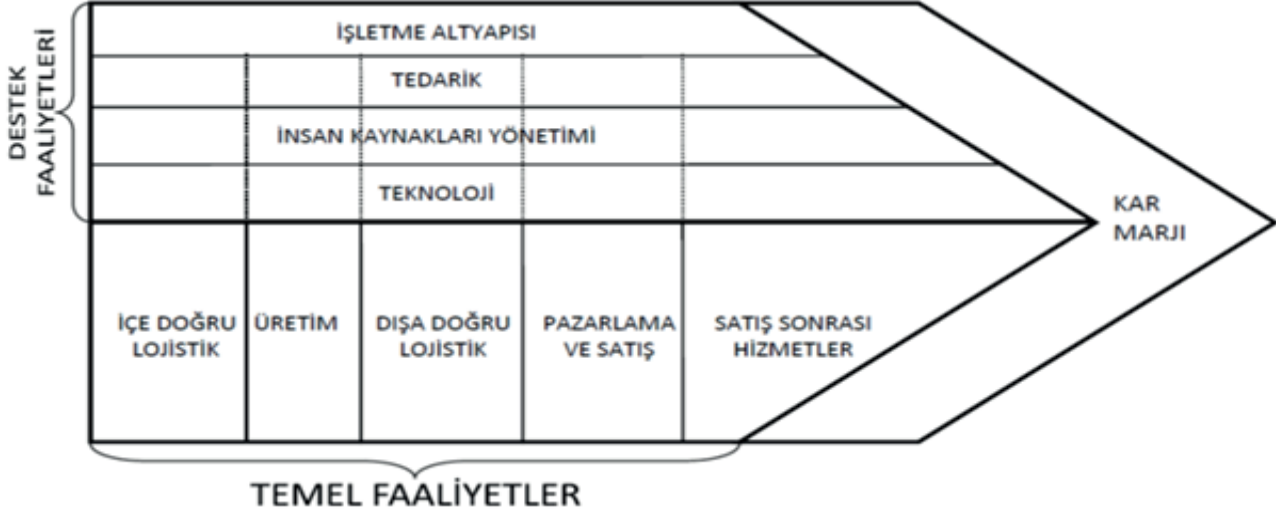 DESTEK
FAALİYETLERİ
İŞLETME ALTYAPISI
TEDARİK
İNSAN KAYNAKLARI YÖNETİMİ
TEKNOLOJİ
İÇE DOĞRU
LOJİSTİK
ÜRETİM
DIŞA DOĞRU
LOJİSTİK
PAZARLAMA
VE SATIŞ
SATIŞ SONRASI
HİZMETLER
KAR
MARJI
TEMEL FAALİYETLER